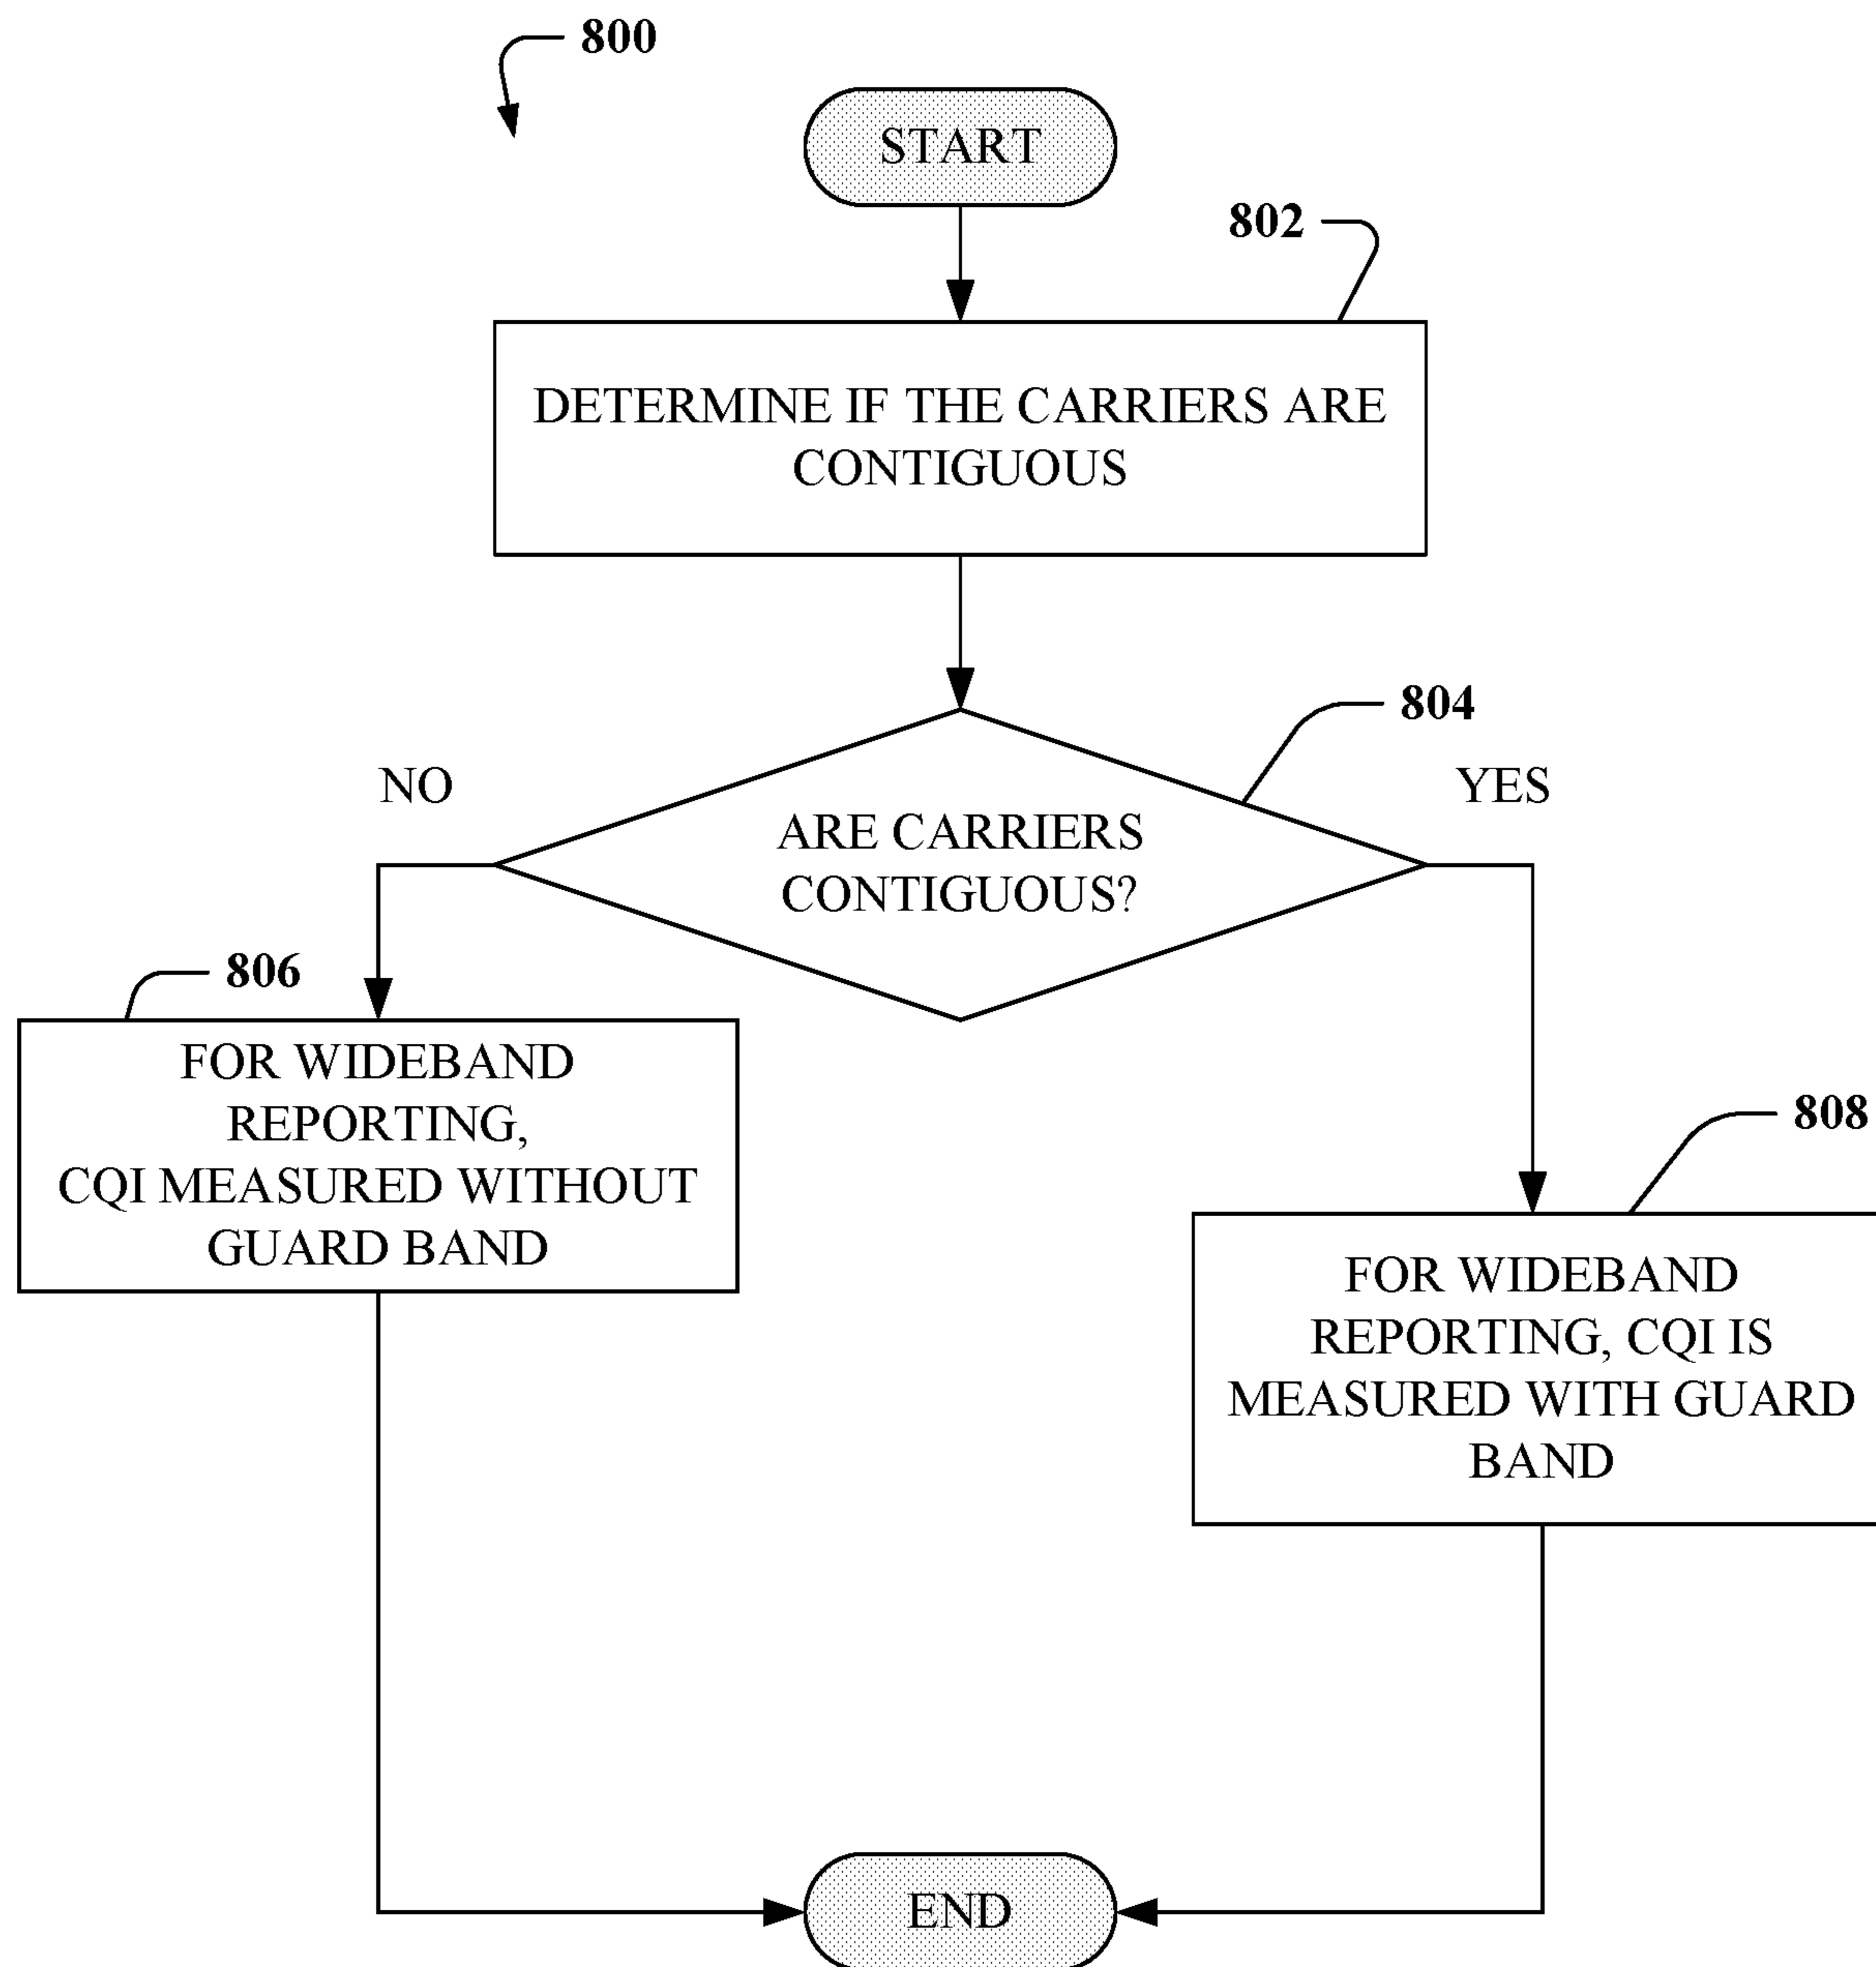 800
START
802
DETERMINE IF THE CARRIERS ARE
CONTIGUOUS
804
NO
YES
ARE CARRIERS
CONTIGUOUS?
806
FOR WIDEBAND
REPORTING,
CQI MEASURED WITHOUT
GUARD BAND
808
FOR WIDEBAND
REPORTING, CQI IS
MEASURED WITH GUARD
BAND
END